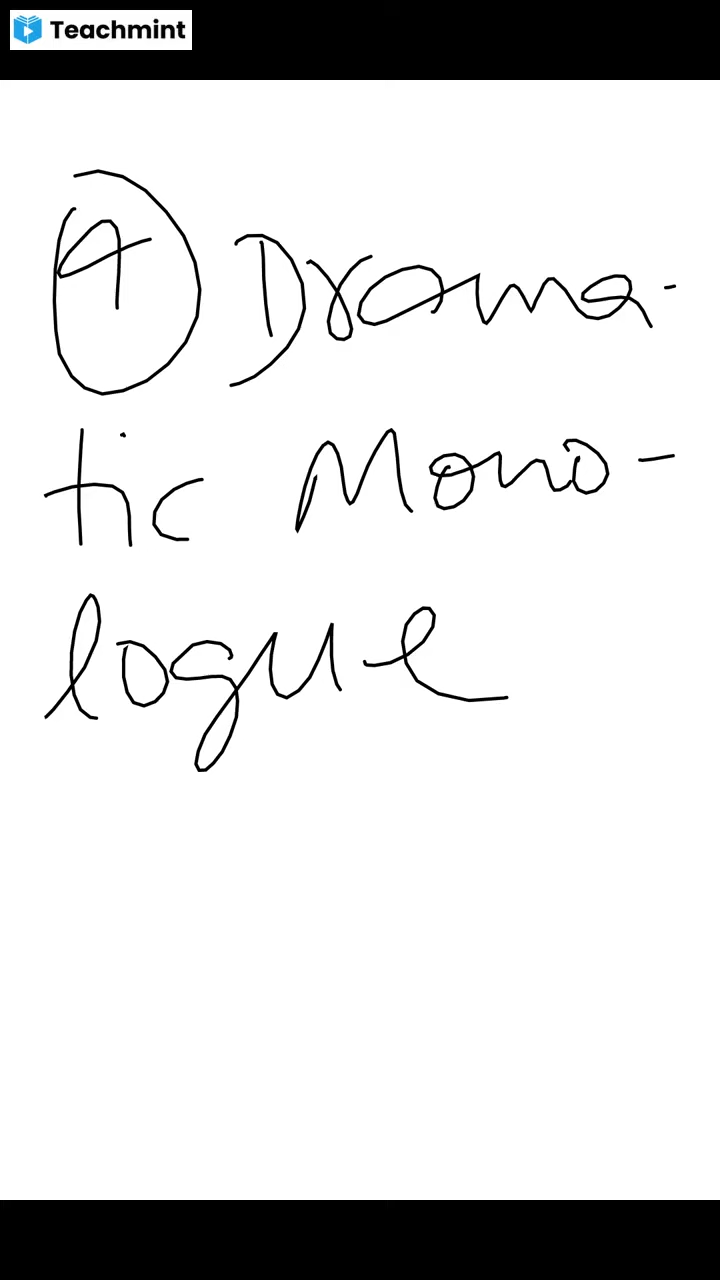 Teachmint
④ Drama-
tic Mono-
logue